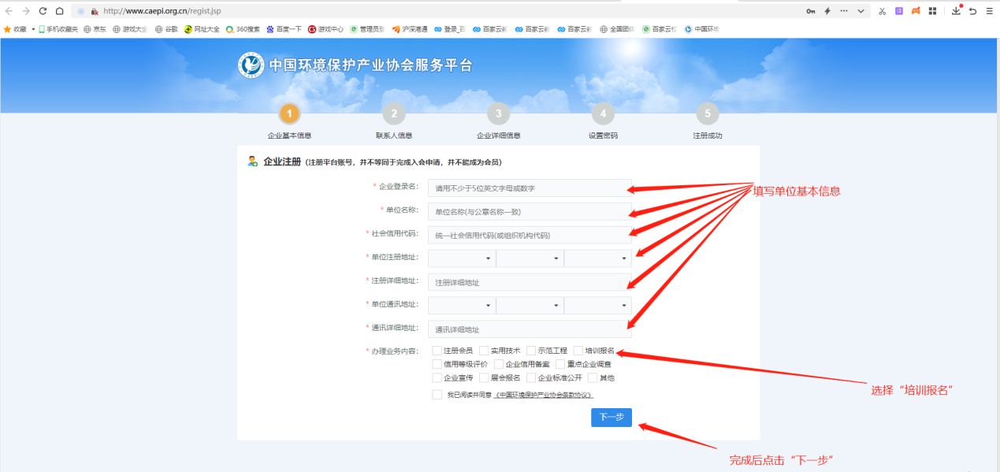 http://www.caepi.org.cn/regist.jsp
收藏 手机收藏夹 京东 游戏大全 谷歌 网址大全 360搜索 百度一下 游戏中心 管理员登 沪深港通 登录_百 百家云 百家云 百家云 全国团体 百家云 中国环境
中国环境保护产业协会服务平台
1 2 3 4 5
企业基本信息 联系人信息 企业详细信息 设置密码 注册成功
企业注册 (注册平台账号，并不等同于完成入会申请，并不能成为会员)
* 企业登录名： 请用不少于5位英文字母或数字
填写单位基本信息
* 单位名称： 单位名称(与公章名称一致)
* 社会信用代码： 统一社会信用代码(或组织机构代码)
* 单位注册地址：
* 注册详细地址： 注册详细地址
* 单位通讯地址：
* 通讯详细地址： 通讯详细地址
* 办理业务内容： 注册会员 实用技术 示范工程 培训报名
信用等级评价 企业信用备案 重点企业调查
企业宣传 展会报名 企业标准公开 其他
选择“培训报名”
我已阅读并同意 《中国环境保护产业协会条款协议》
下一步
完成后点击“下一步”